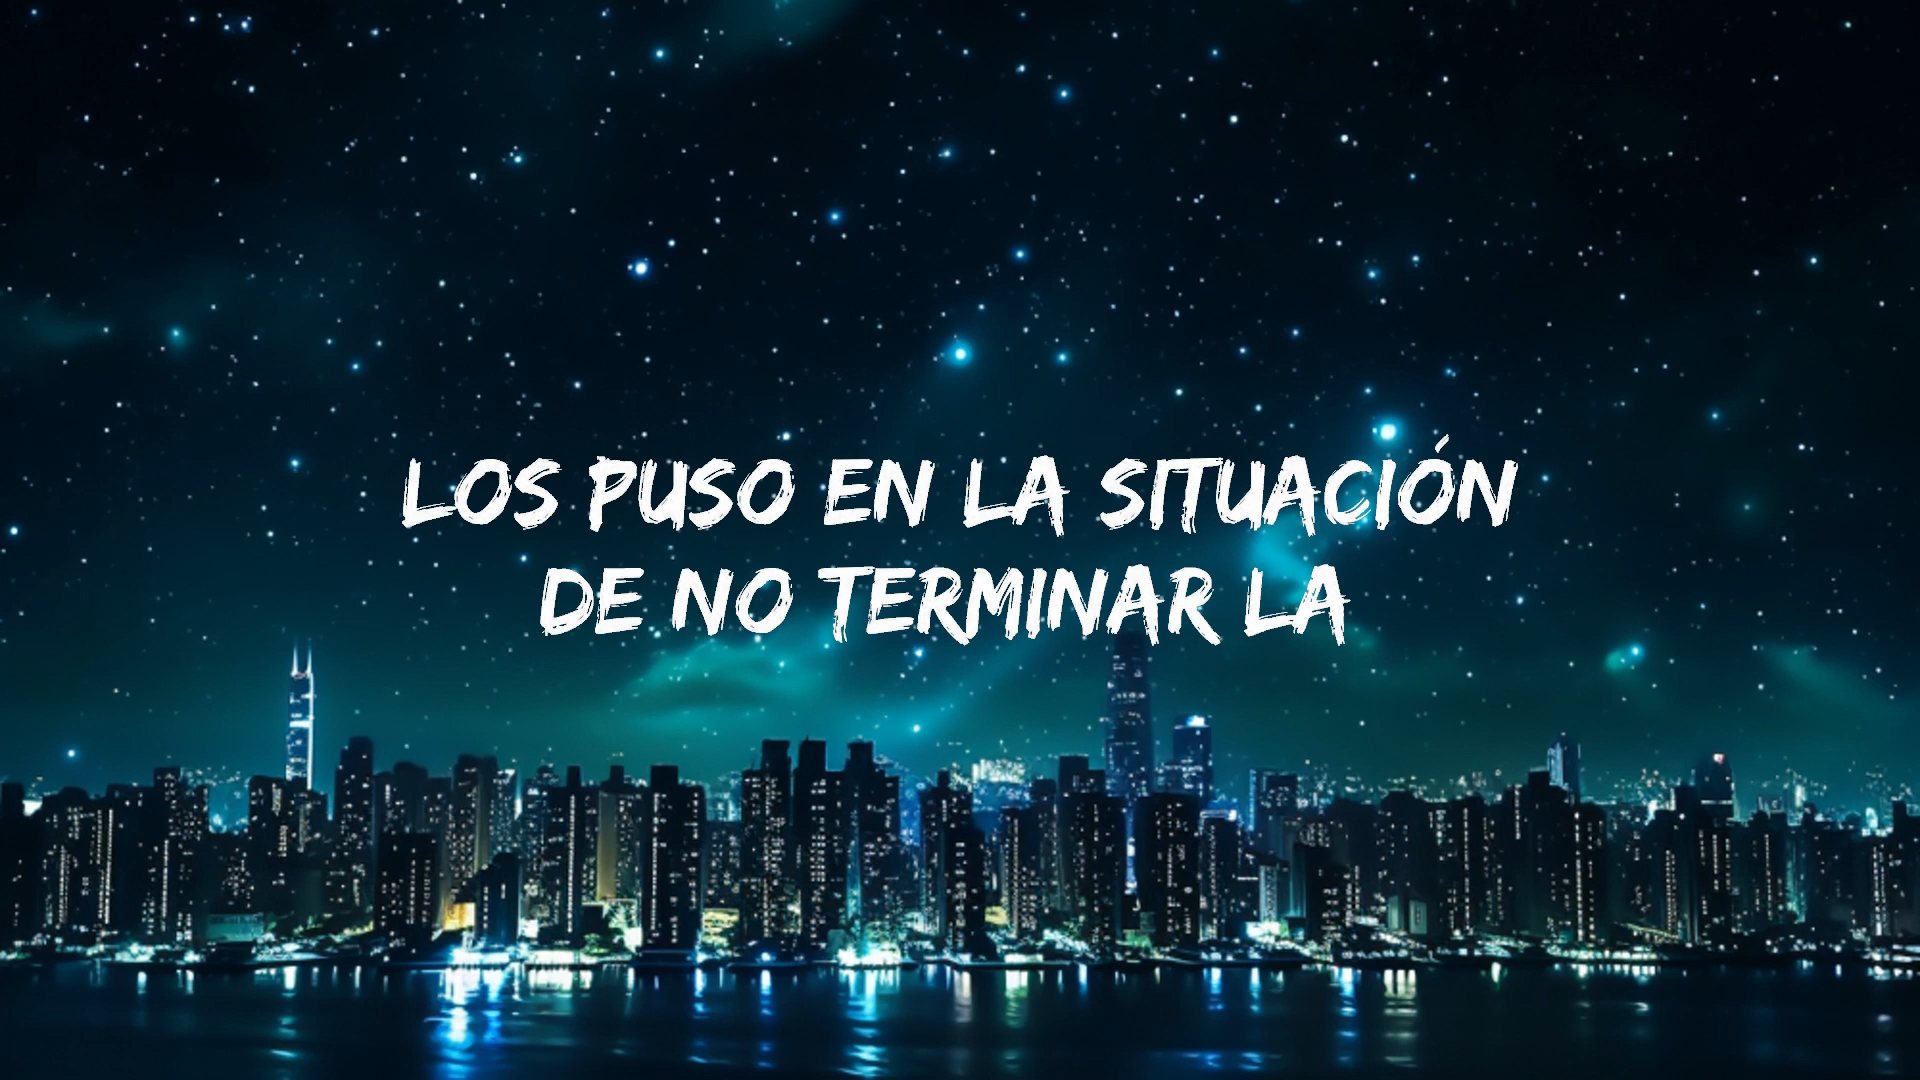 LOS PUSO EN LA SITUACIÓN
DE NO TERMINAR LA